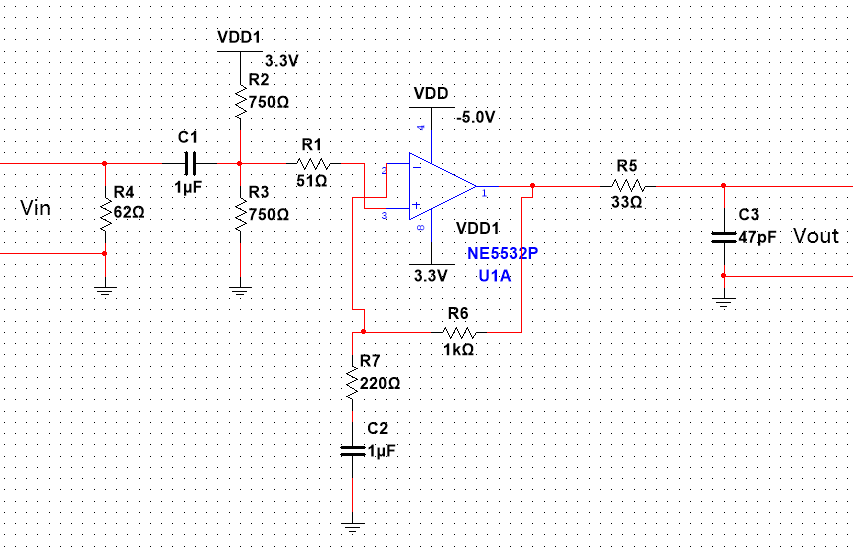 VDD1
3.3V
R2
750Ω
VDD
-5.0V
4
C1
1µF
R1
51Ω
2
R5
33Ω
R4
62Ω
R3
750Ω
Vin
3
1
8
VDD1
NE5532P
U1A
3.3V
C3
47pF
Vout
R6
1kΩ
R7
220Ω
C2
1µF